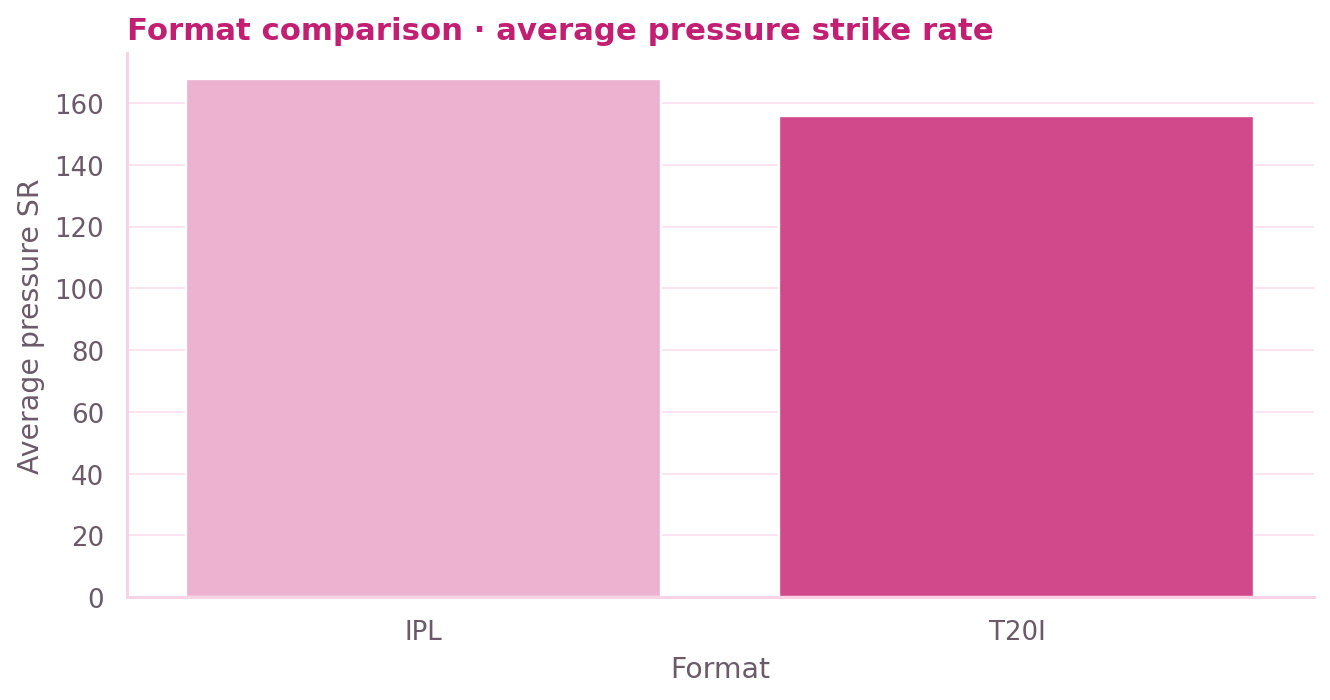 Format comparison · average pressure strike rate
Average pressure SR
160
140
120
100
80
60
40
20
0
IPL
T20I
Format